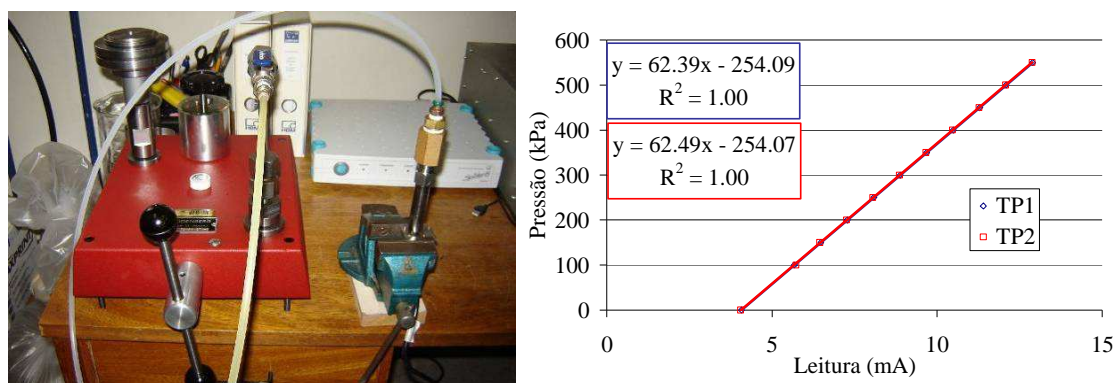 600
500
400
300
200
100
0
Pressão (kPa)
y = 62.39x - 254.09
R² = 1.00
y = 62.49x - 254.07
R² = 1.00
TP1
TP2
0
5
10
15
Leitura (mA)